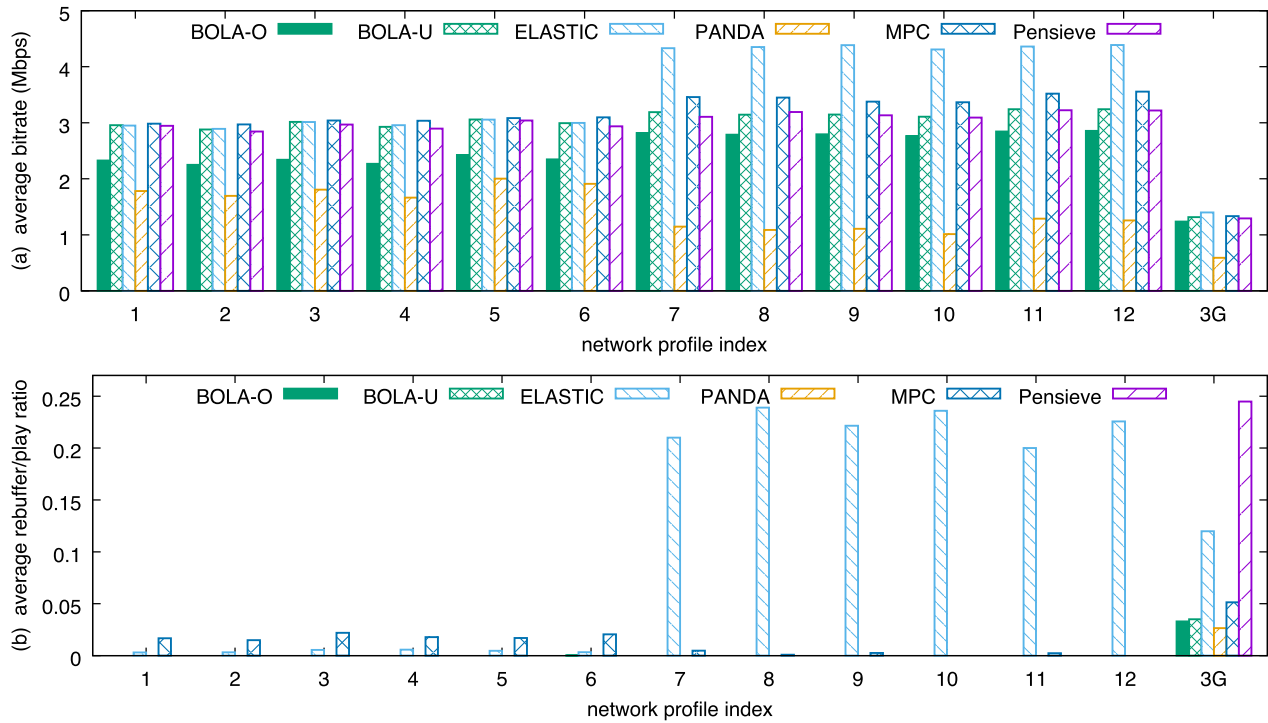 5
4
3
2
1
0
(a) average bitrate (Mbps)
BOLA-O BOLA-U ELASTIC PANDA MPC Pensieve
1 2 3 4 5 6 7 8 9 10 11 12 3G
network profile index
0.25
0.2
0.15
0.1
0.05
0
(b) average rebuffer/play ratio
BOLA-O BOLA-U ELASTIC PANDA MPC Pensieve
1 2 3 4 5 6 7 8 9 10 11 12 3G
network profile index